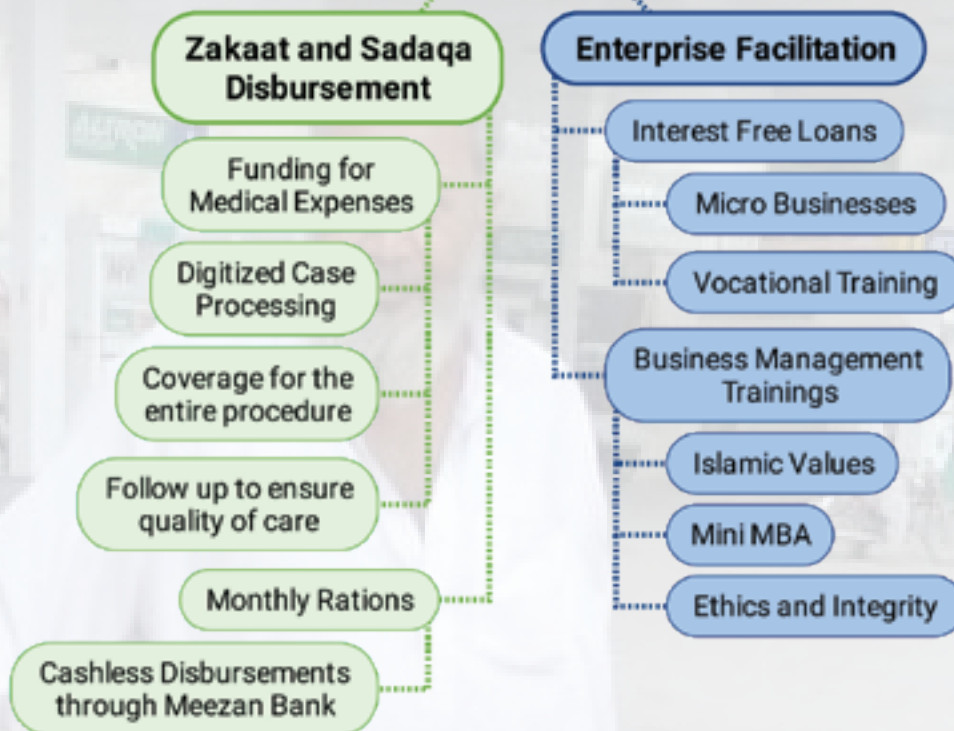 Zakaat and Sadaqa
Disbursement
Funding for
Medical Expenses
Digitized Case
Processing
Coverage for the
entire procedure
Follow up to ensure
quality of care
Monthly Rations
Cashless Disbursements
through Meezan Bank
Enterprise Facilitation
Interest Free Loans
Micro Businesses
Vocational Training
Business Management
Trainings
Islamic Values
Mini MBA
Ethics and Integrity